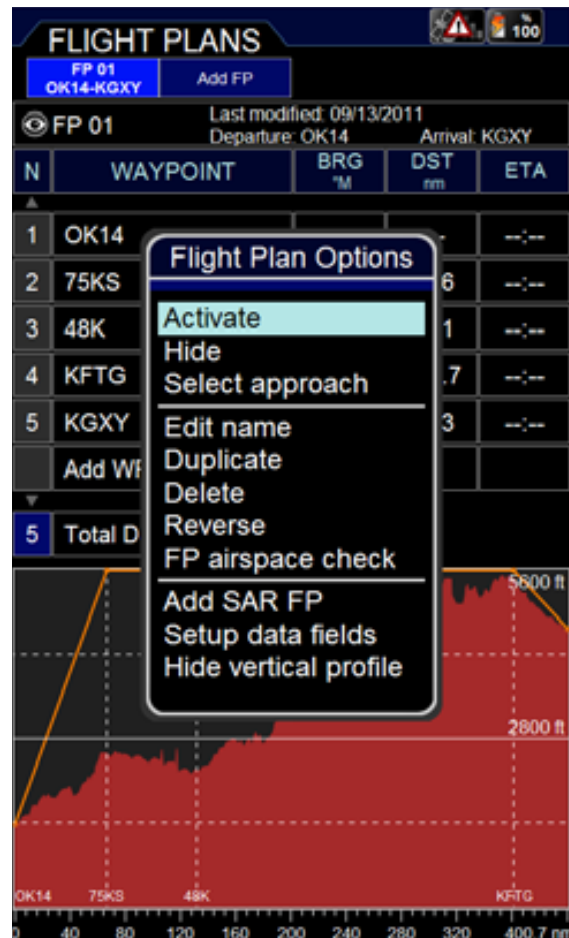 FLIGHT PLANS
% 100
FP 01
OK14-KGXY
Add FP
FP 01
Last modified: 09/13/2011
Departure: OK14 Arrival: KGXY
N WAYPOINT BRG °M DST nm ETA
1 OK14 --:--
2 75KS 6 --:--
3 48K 1 --:--
4 KFTG .7 --:--
5 KGXY 3 --:--
Add
5 Total D
Flight Plan Options
Activate
Hide
Select approach
Edit name
Duplicate
Delete
Reverse
FP airspace check
Add SAR FP
Setup data fields
Hide vertical profile
5600 ft
2800 ft
OK14 75KS 48K KFTG
0 40 80 120 160 200 240 280 320 400.7 nm